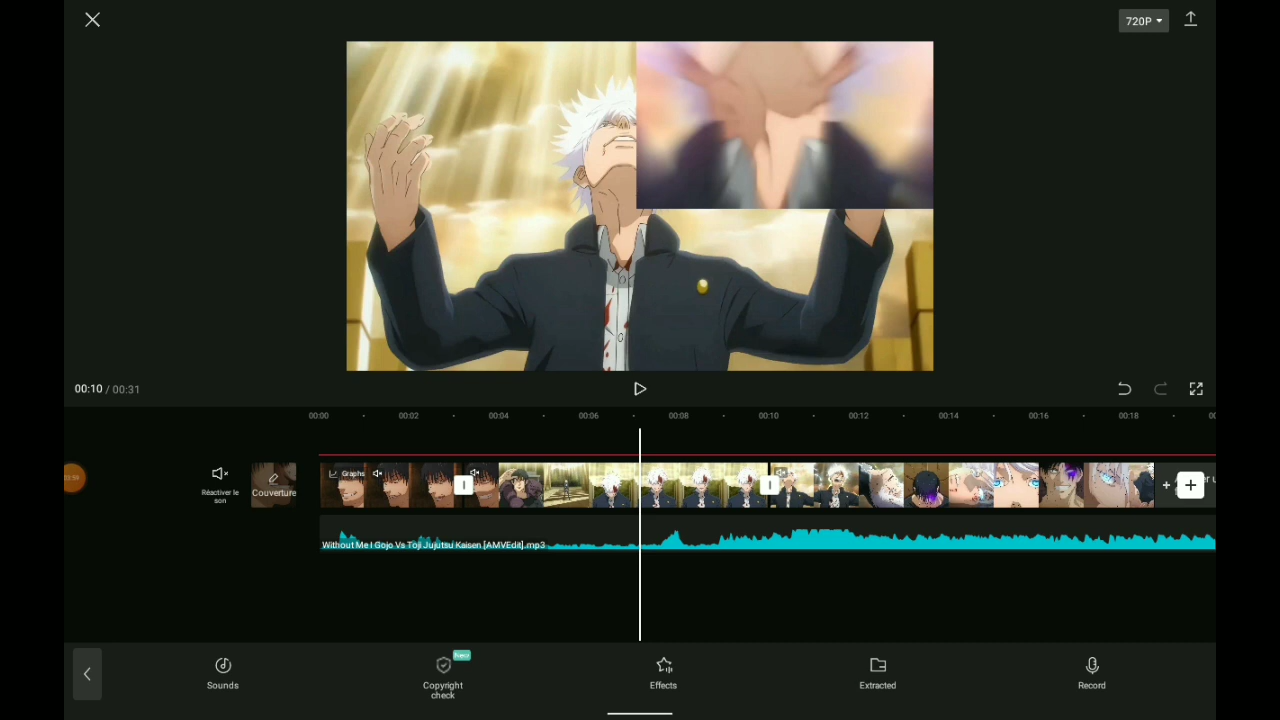 720P
00:10 / 00:31
00:00
00:02
00:04
00:06
00:08
00:10
00:12
00:14
00:16
00:18
Graphs
Réactiver le
son
Couverture
Without Me I Gojo Vs Toji Jujutsu Kaisen [AMVEdit].mp3
New
Sounds
Copyright
check
Effects
Extracted
Record